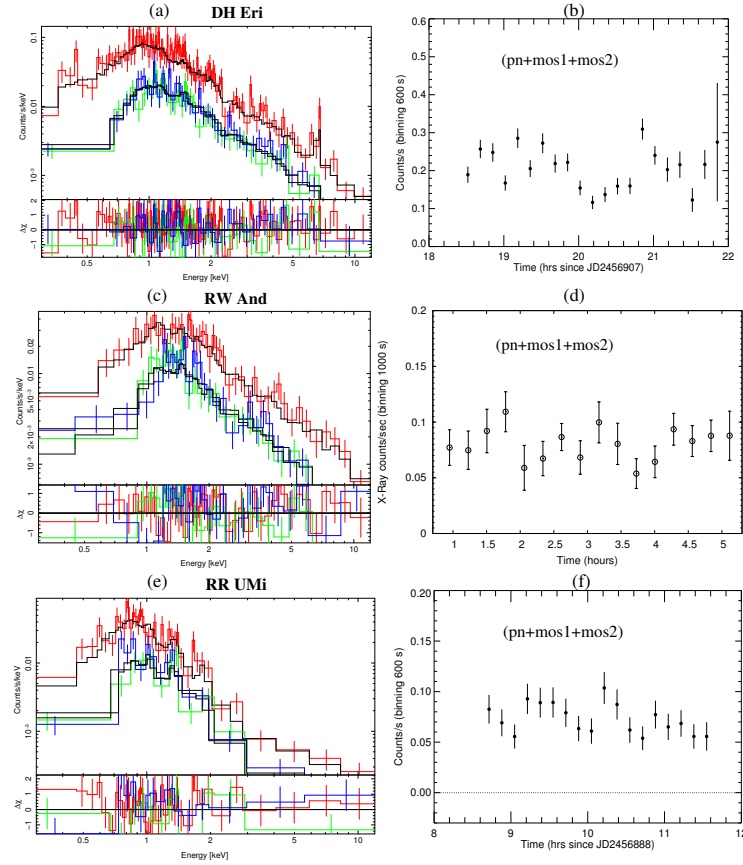 (a)
DH Eri
(b)
Counts/s/keV
0.1
0.01
10⁻³
Δχ
2
1
0
−1
0.5
1
2
5
10
Energy [keV]
Counts/s (binning 600 s)
0.6
0.5
0.4
0.3
0.2
0.1
0.0
(pn+mos1+mos2)
18
19
20
21
22
Time (hrs since JD2456907)
(c)
RW And
(d)
Counts/s/keV
0.02
0.01
5×10⁻³
2×10⁻³
10⁻³
Δχ
1
0
−1
0.5
1
2
5
10
Energy [keV]
X-Ray counts/sec (binning 1000 s)
0.2
0.15
0.1
0.05
0
(pn+mos1+mos2)
1
1.5
2
2.5
3
3.5
4
4.5
5
Time (hours)
(e)
RR UMi
(f)
Counts/s/keV
0.01
10⁻³
Δχ
2
1
0
−1
0.5
1
2
5
10
Energy [keV]
Counts/s (binning 600 s)
0.20
0.15
0.10
0.05
0.00
(pn+mos1+mos2)
8
9
10
11
12
Time (hrs since JD2456888)